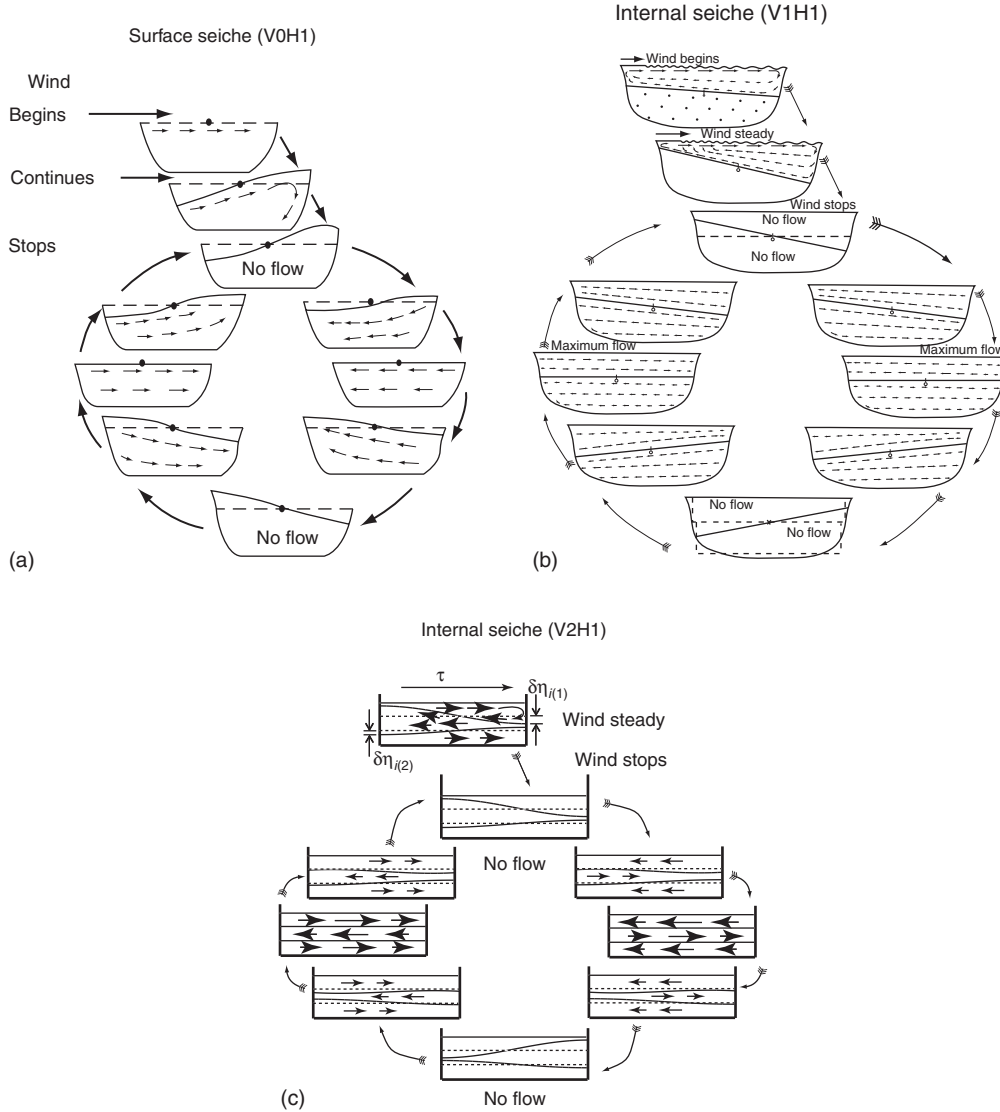 Surface seiche (V0H1)
Wind
Begins
Continues
Stops
No flow
No flow
(a)
Internal seiche (V1H1)
Wind begins
Wind steady
Wind stops
No flow
No flow
Maximum flow
Maximum flow
No flow
No flow
(b)
Internal seiche (V2H1)
τ
δηi(1)
Wind steady
δηi(2)
Wind stops
No flow
No flow
(c)